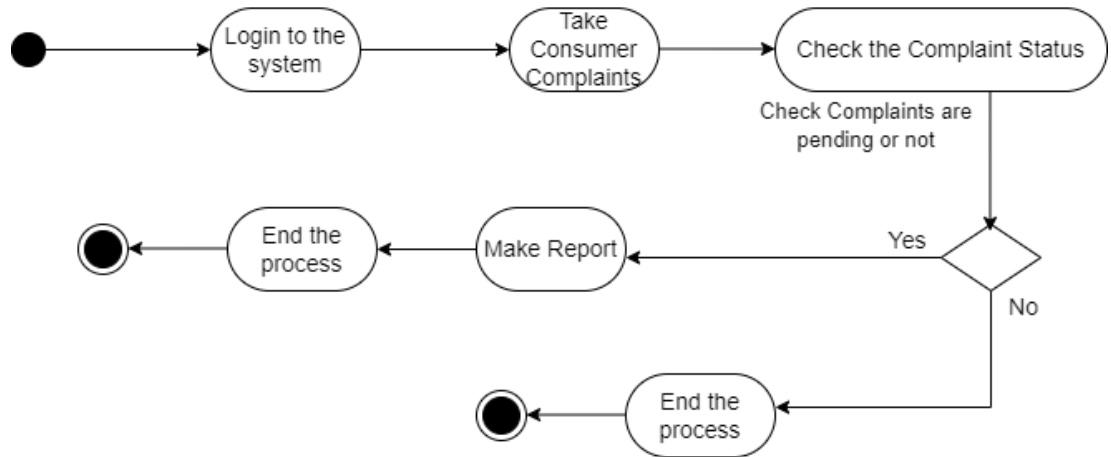 Login to the
system
Take
Consumer
Complaints
Check the Complaint Status
Check Complaints are
pending or not
End the
process
Make Report
Yes
No
End the
process